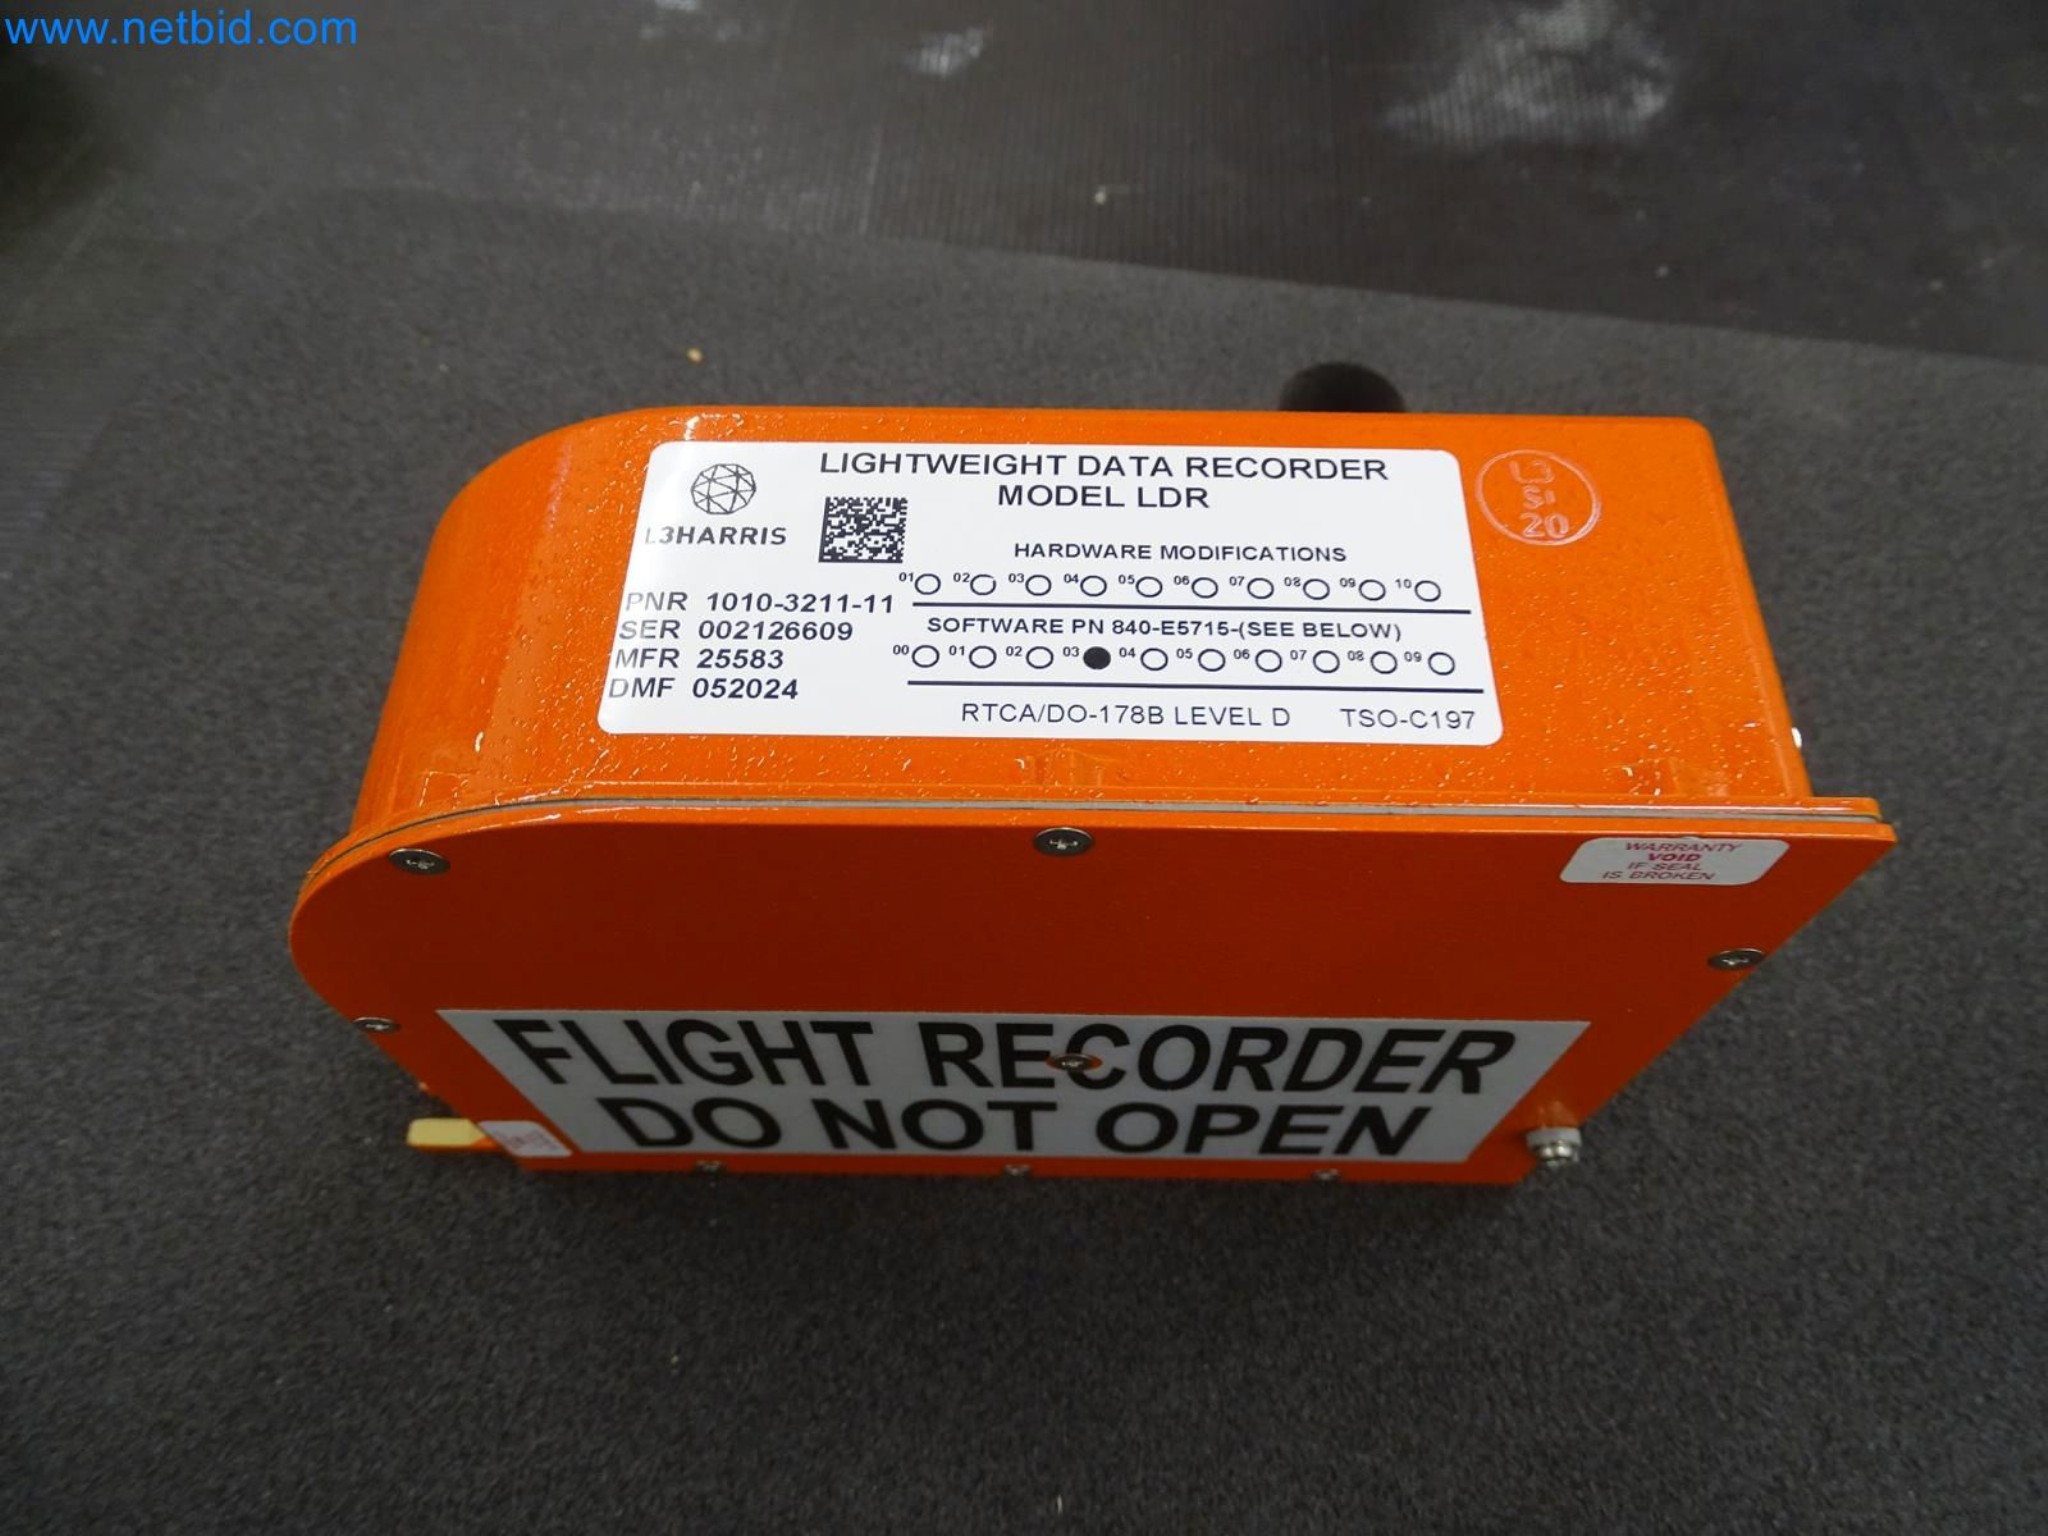 www.netbid.com
LIGHTWEIGHT DATA RECORDER
MODEL LDR
L3HARRIS
HARDWARE MODIFICATIONS
01 02 03 04 05 06 07 08 09 10
PNR 1010-3211-11
SER 002126609
MFR 25583
DMF 052024
SOFTWARE PN 840-E5715-(SEE BELOW)
00 01 02 03 04 05 06 07 08 09
RTCA/DO-178B LEVEL D TSO-C197
L3
SI
20
WARRANTY
VOID
IF SEAL
IS BROKEN
FLIGHT RECORDER
DO NOT OPEN